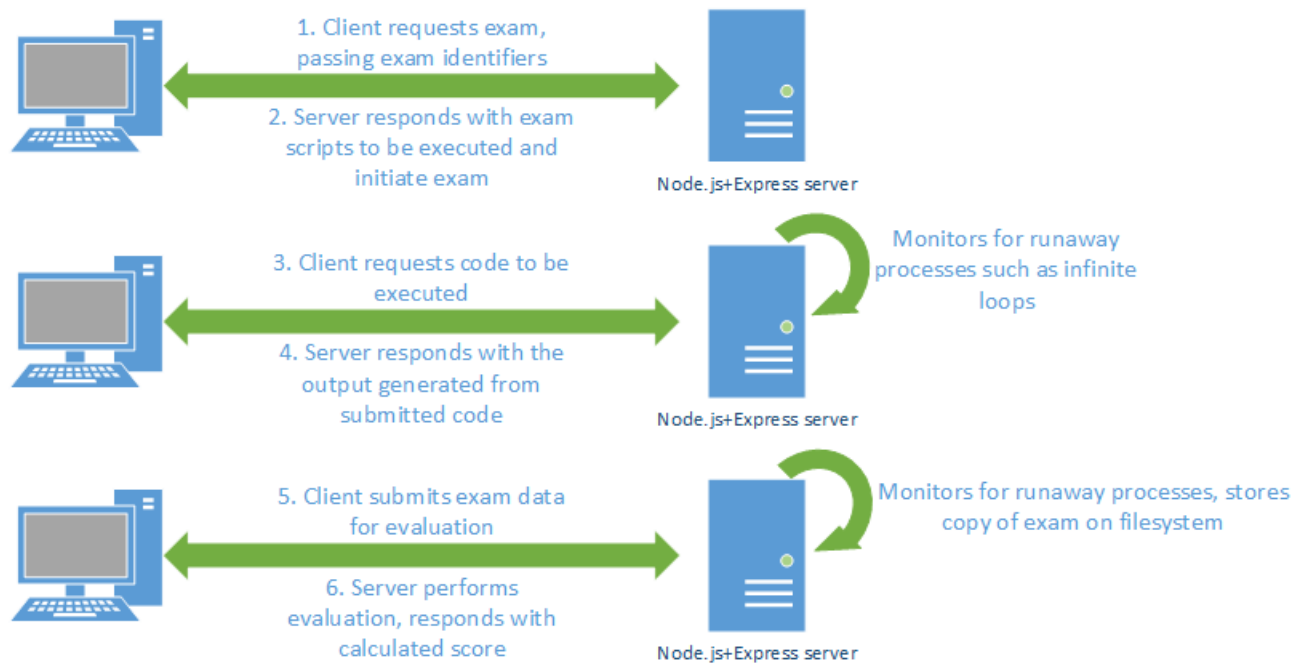 1. Client requests exam,
passing exam identifiers
2. Server responds with exam
scripts to be executed and
initiate exam
Node.js+Express server
3. Client requests code to be
executed
Monitors for runaway
processes such as infinite
loops
4. Server responds with the
output generated from
submitted code
Node.js+Express server
5. Client submits exam data
for evaluation
Monitors for runaway processes, stores
copy of exam on filesystem
6. Server performs
evaluation, responds with
calculated score
Node.js+Express server